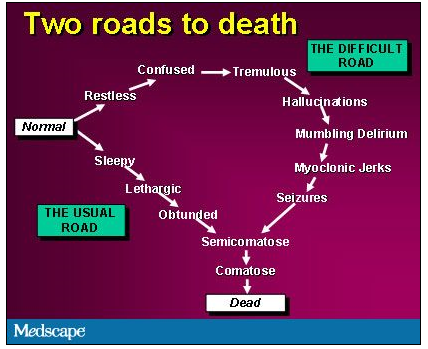 Two roads to death
THE DIFFICULT
ROAD
Confused
Tremulous
Restless
Hallucinations
Normal
Mumbling Delirium
Sleepy
Myoclonic Jerks
Lethargic
Seizures
THE USUAL
ROAD
Obtunded
Semicomatose
Comatose
Dead
Medscape